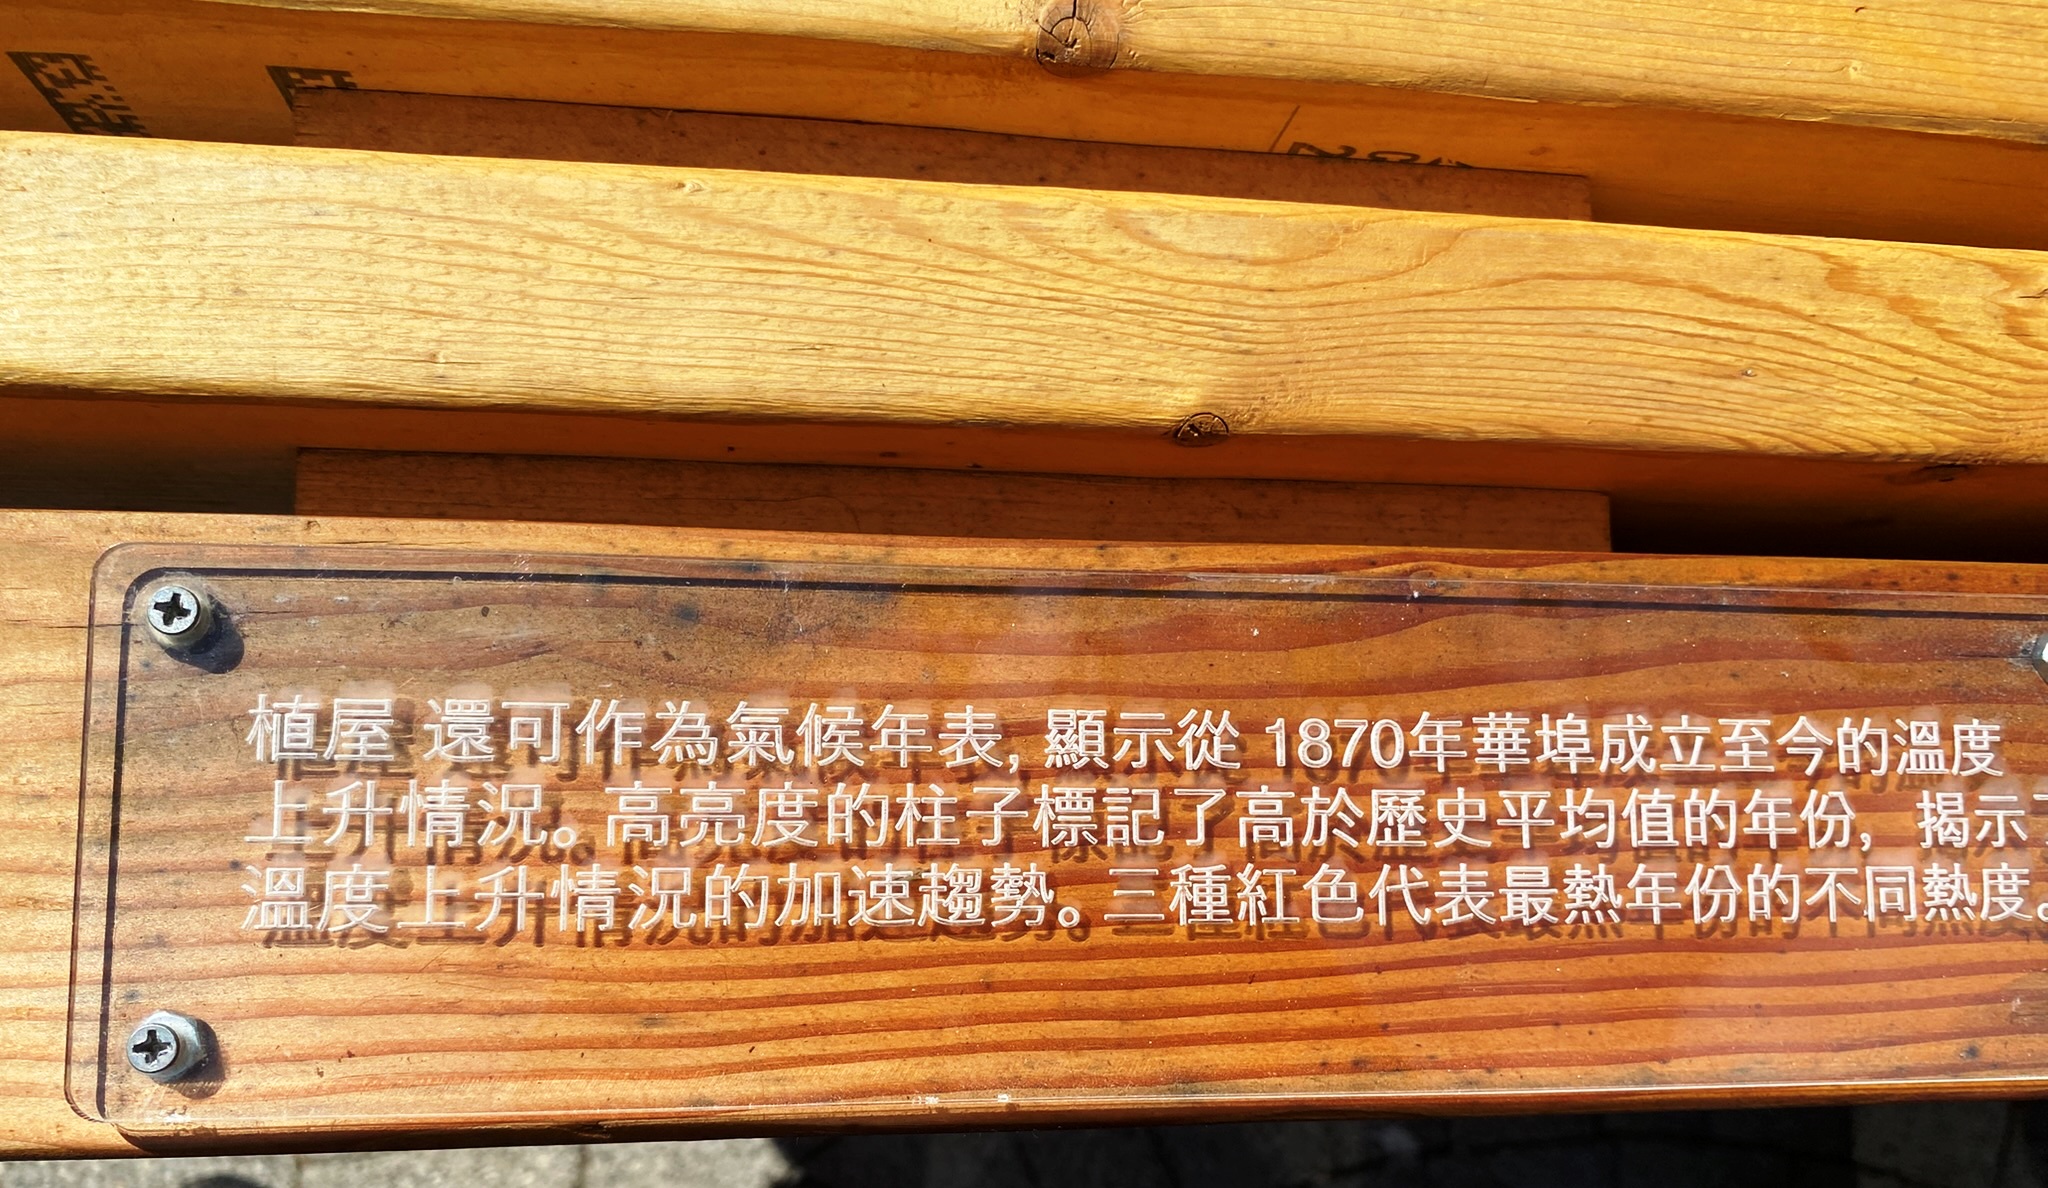 植屋 還可作為氣候年表, 顯示從 1870年華埠成立至今的溫度
上升情況。高亮度的柱子標記了高於歷史平均值的年份, 揭示了
溫度上升情況的加速趨勢。三種紅色代表最熱年份的不同熱度。